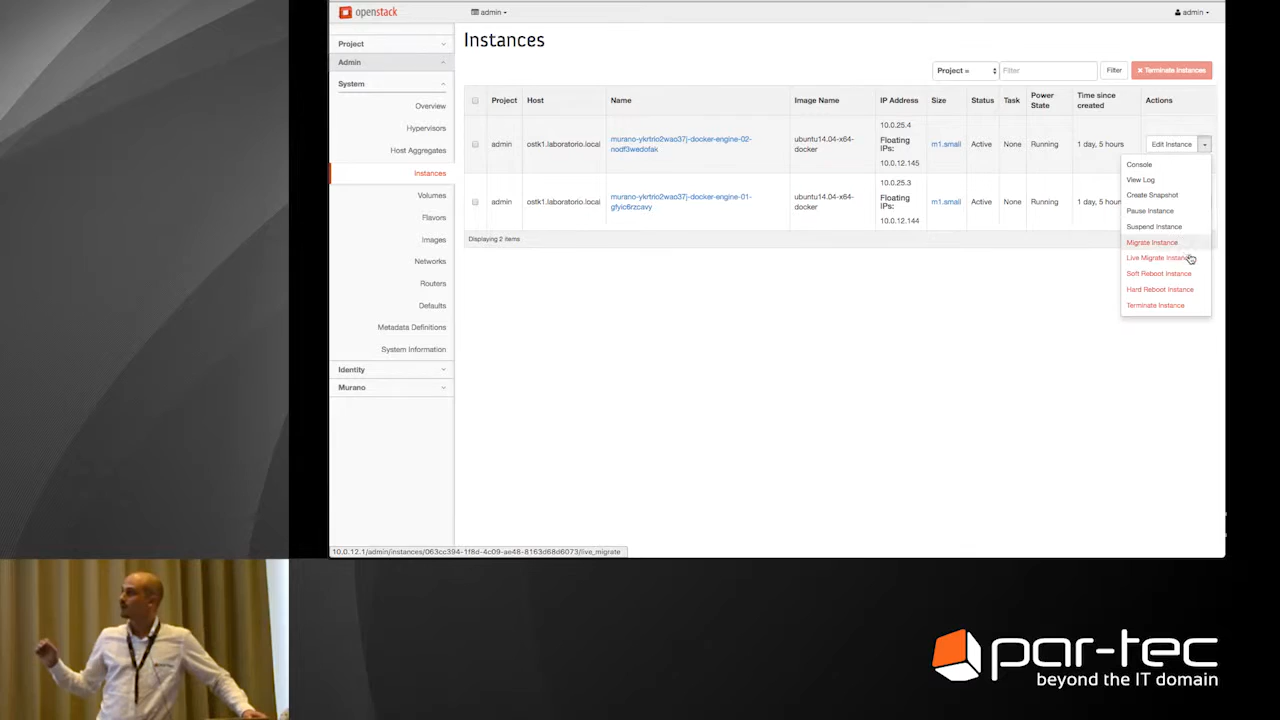 openstack
admin
admin
Project
Admin
System
Overview
Hypervisors
Host Aggregates
Instances
Volumes
Flavors
Images
Networks
Routers
Defaults
Metadata Definitions
System Information
Identity
Murano
Instances
Project =
Filter
Filter
× Terminate Instances
Project Host Name Image Name IP Address Size Status Task Power State Time since created Actions
admin
ostk1.laboratorio.local
murano-ykrtrio2wao37j-docker-engine-02-
nodf3wedofak
ubuntu14.04-x64-
docker
10.0.25.4
Floating
IPs:
10.0.12.145
m1.small
Active
None
Running
1 day, 5 hours
Edit Instance
admin
ostk1.laboratorio.local
murano-ykrtrio2wao37j-docker-engine-01-
gfyic6rzcavy
ubuntu14.04-x64-
docker
10.0.25.3
Floating
IPs:
10.0.12.144
m1.small
Active
None
Running
1 day, 5 hours
Displaying 2 items
Console
View Log
Create Snapshot
Pause Instance
Suspend Instance
Migrate Instance
Live Migrate Instance
Soft Reboot Instance
Hard Reboot Instance
Terminate Instance
10.0.12.1/admin/instances/063cc394-1f8d-4c09-ae48-8163d68d6073/live_migrate
par-tec
beyond the IT domain